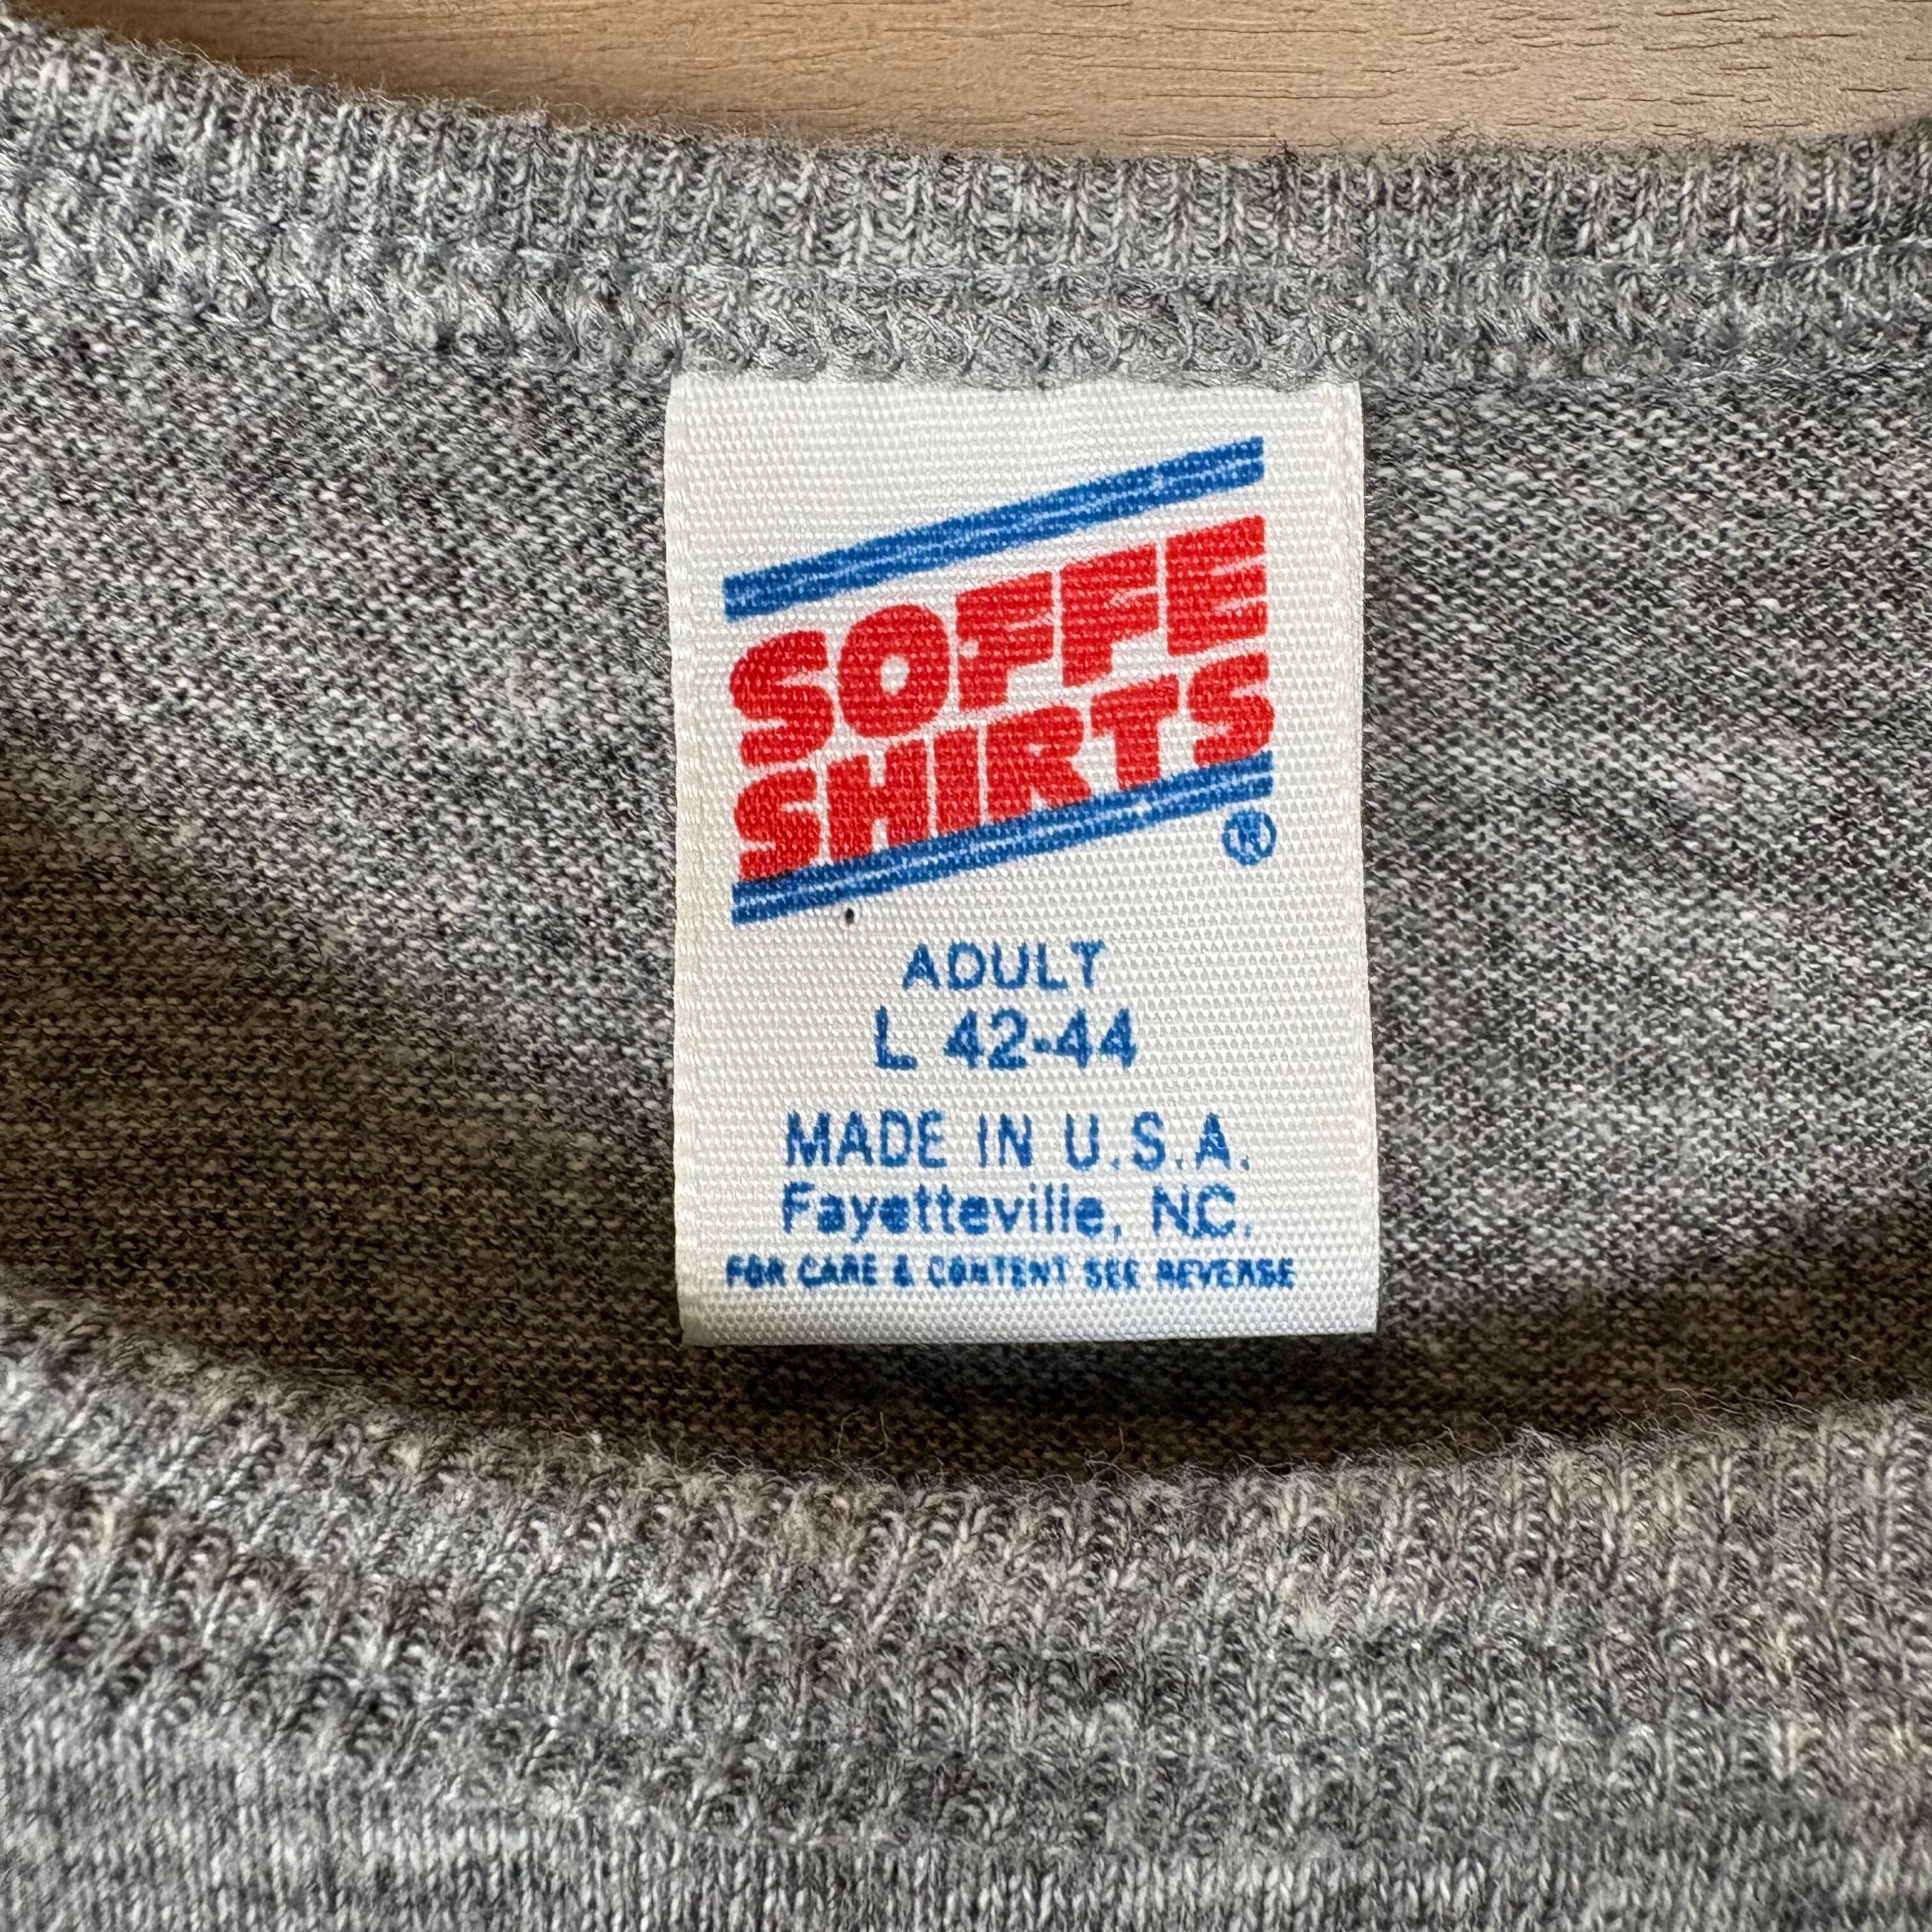 SOFFE
SHIRTS
®
ADULT
L 42-44
MADE IN U.S.A.
Fayetteville, NC.
FOR CARE & CONTENT SEE REVERSE